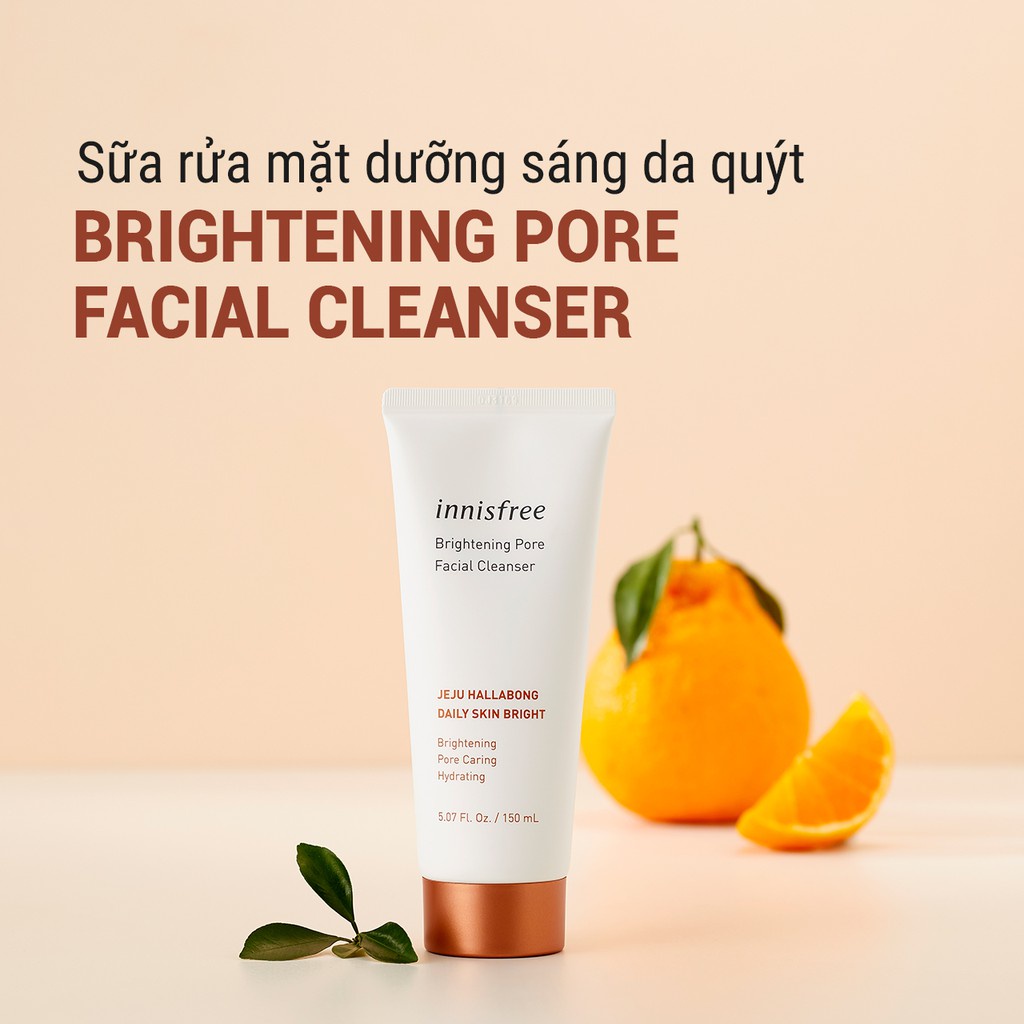 Sữa rửa mặt dưỡng sáng da quýt
BRIGHTENING PORE
FACIAL CLEANSER
innisfree
Brightening Pore
Facial Cleanser
JEJU HALLABONG
DAILY SKIN BRIGHT
Brightening
Pore Caring
Hydrating
5.07 Fl. Oz. / 150 mL